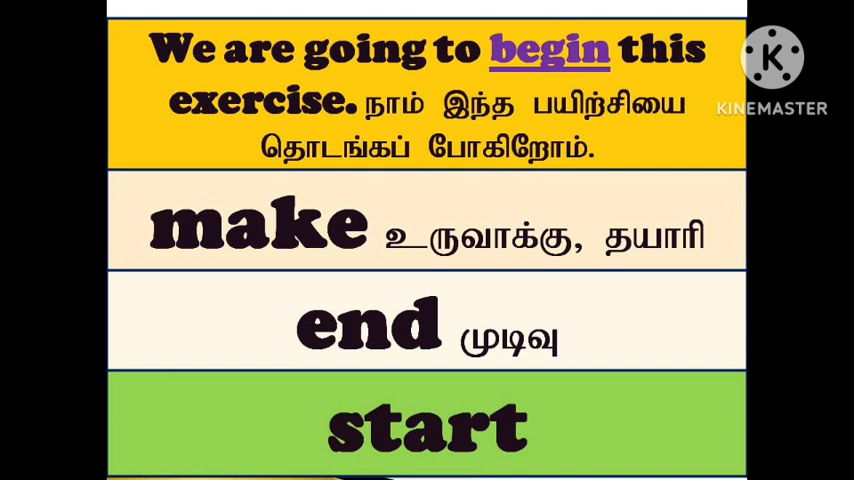 We are going to begin this
exercise. நாம் இந்த பயிற்சியை
தொடங்கப் போகிறோம்.
make உருவாக்கு, தயாரி
end முடிவு
start
K
KINEMASTER